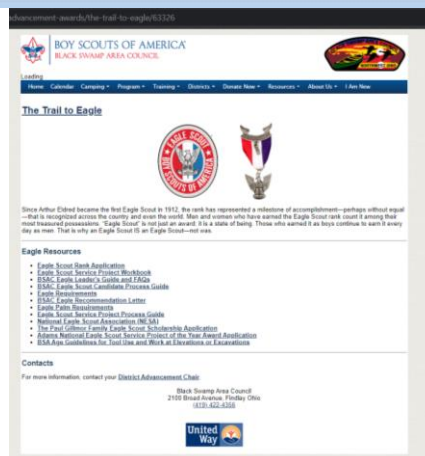 advancement-awards/the-trail-to-eagle/63326
BOY SCOUTS OF AMERICA
BLACK SWAMP AREA COUNCIL
Loading
Home Calendar Camping Program Training Districts Donate Now Resources About Us I Am New
The Trail to Eagle
EAGLE SCOUT
BOY SCOUTS OF AMERICA
Since Arthur Eldred became the first Eagle Scout in 1912, the rank has represented a milestone of accomplishment—perhaps without equal
—that is recognized across the country and even the world. Men and women who have earned the Eagle Scout rank count it among their
most treasured possessions. "Eagle Scout" is not just an award; it is a state of being. Those who earned it as boys continue to earn it every
day as men. That is why an Eagle Scout IS an Eagle Scout—not was.
Eagle Resources
Eagle Scout Rank Application
Eagle Scout Service Project Workbook
BSAC Eagle Leader's Guide and FAQs
BSAC Eagle Scout Candidate Process Guide
Eagle Requirements
BSAC Eagle Recommendation Letter
Eagle Palm Requirements
Eagle Scout Service Project Process Guide
National Eagle Scout Association (NESA)
The Paul Gillmor Family Eagle Scout Scholarship Application
Adams National Eagle Scout Service Project of the Year Award Application
BSA Age Guidelines for Tool Use and Work at Elevations or Excavations
Contacts
For more information, contact your District Advancement Chair
Black Swamp Area Council
2100 Broad Avenue, Findlay Ohio
(419) 422-4356
United
Way